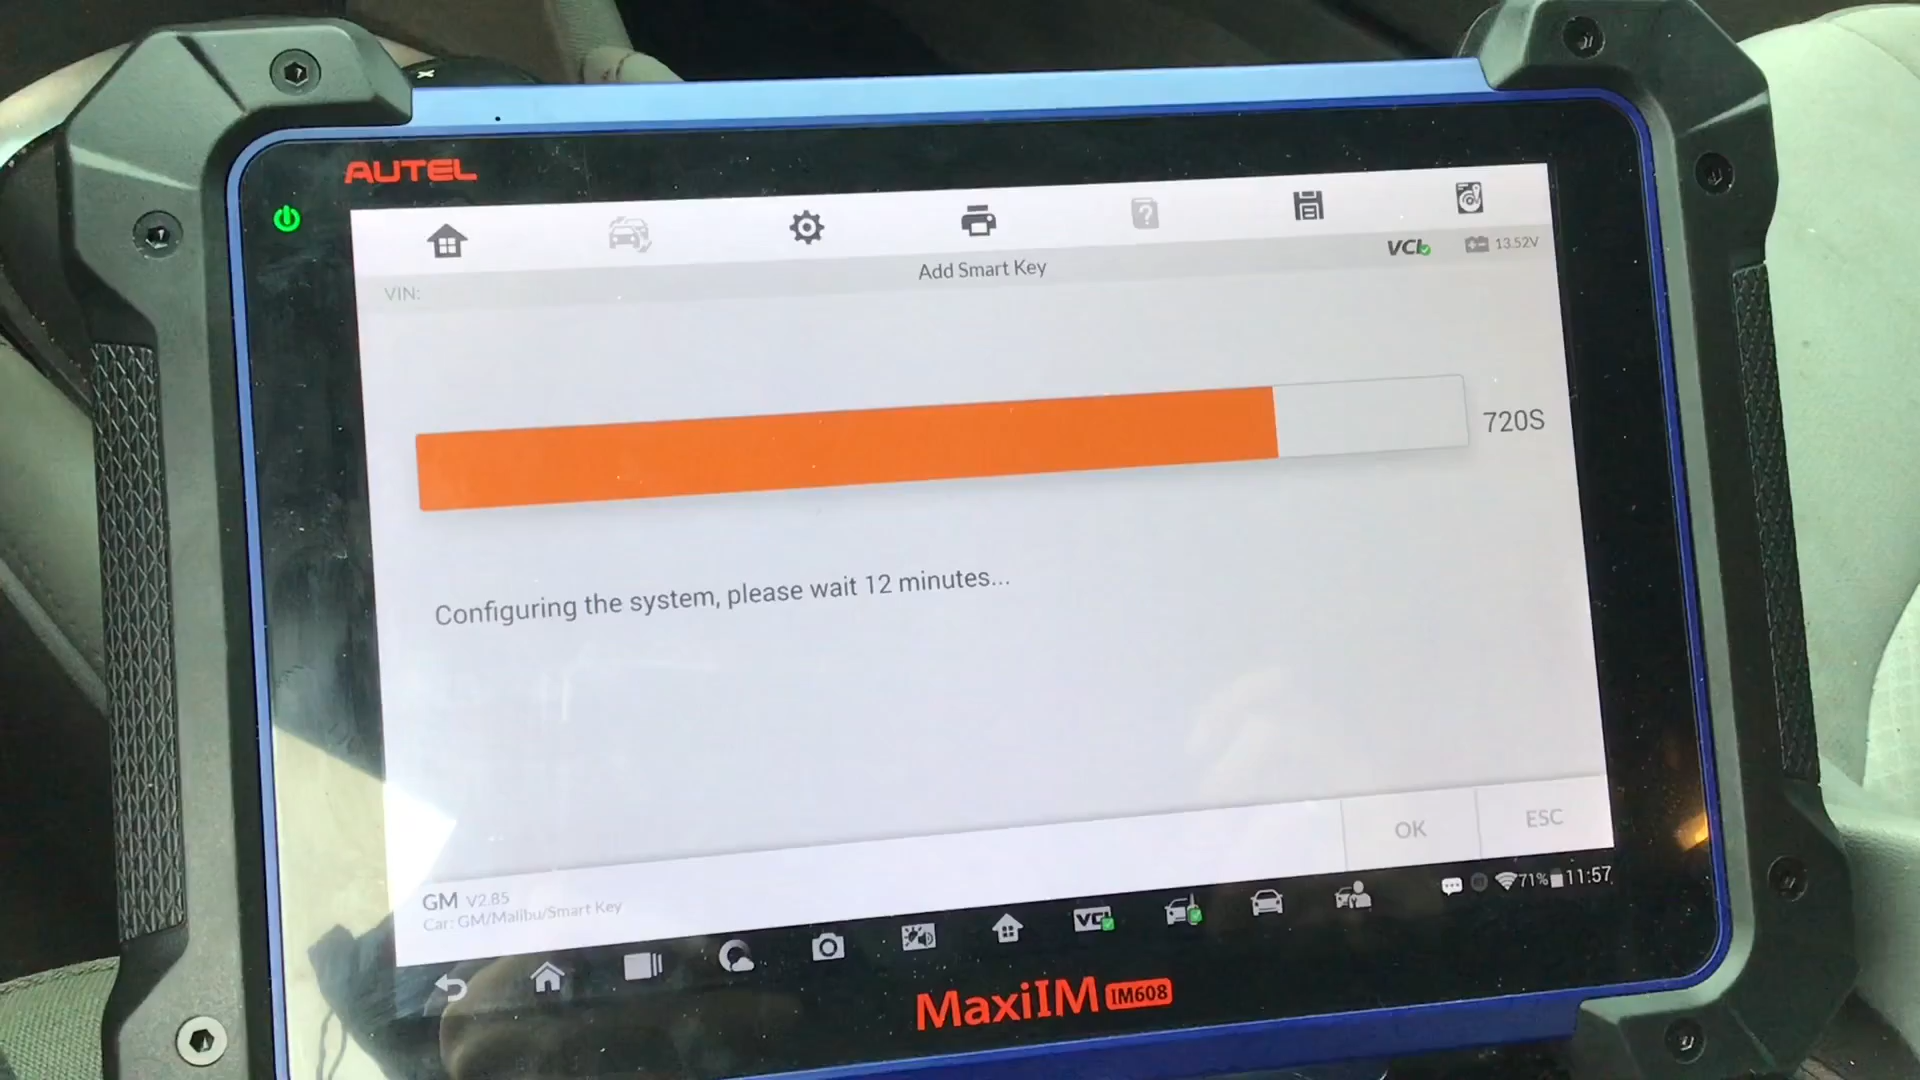 AUTEL
VCI
13.52V
Add Smart Key
VIN:
720S
Configuring the system, please wait 12 minutes...
OK
ESC
GM V2.85
Car: GM/Malibu/Smart Key
VCI
71%
11:57
MaxiIM IM608